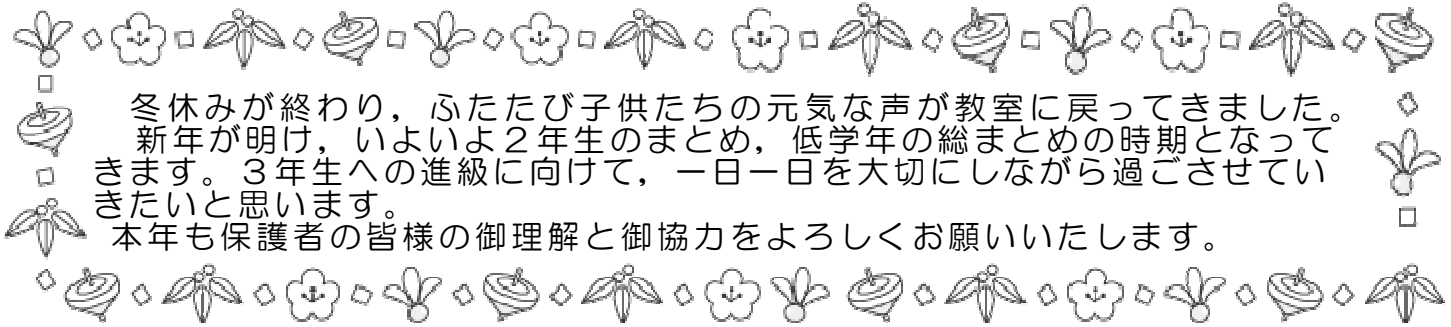 冬休みが終わり，ふたたび子供たちの元気な声が教室に戻ってきました。
新年が明け，いよいよ２年生のまとめ，低学年の総まとめの時期となって
きます。３年生への進級に向けて，一日一日を大切にしながら過ごさせてい
きたいと思います。
本年も保護者の皆様の御理解と御協力をよろしくお願いいたします。